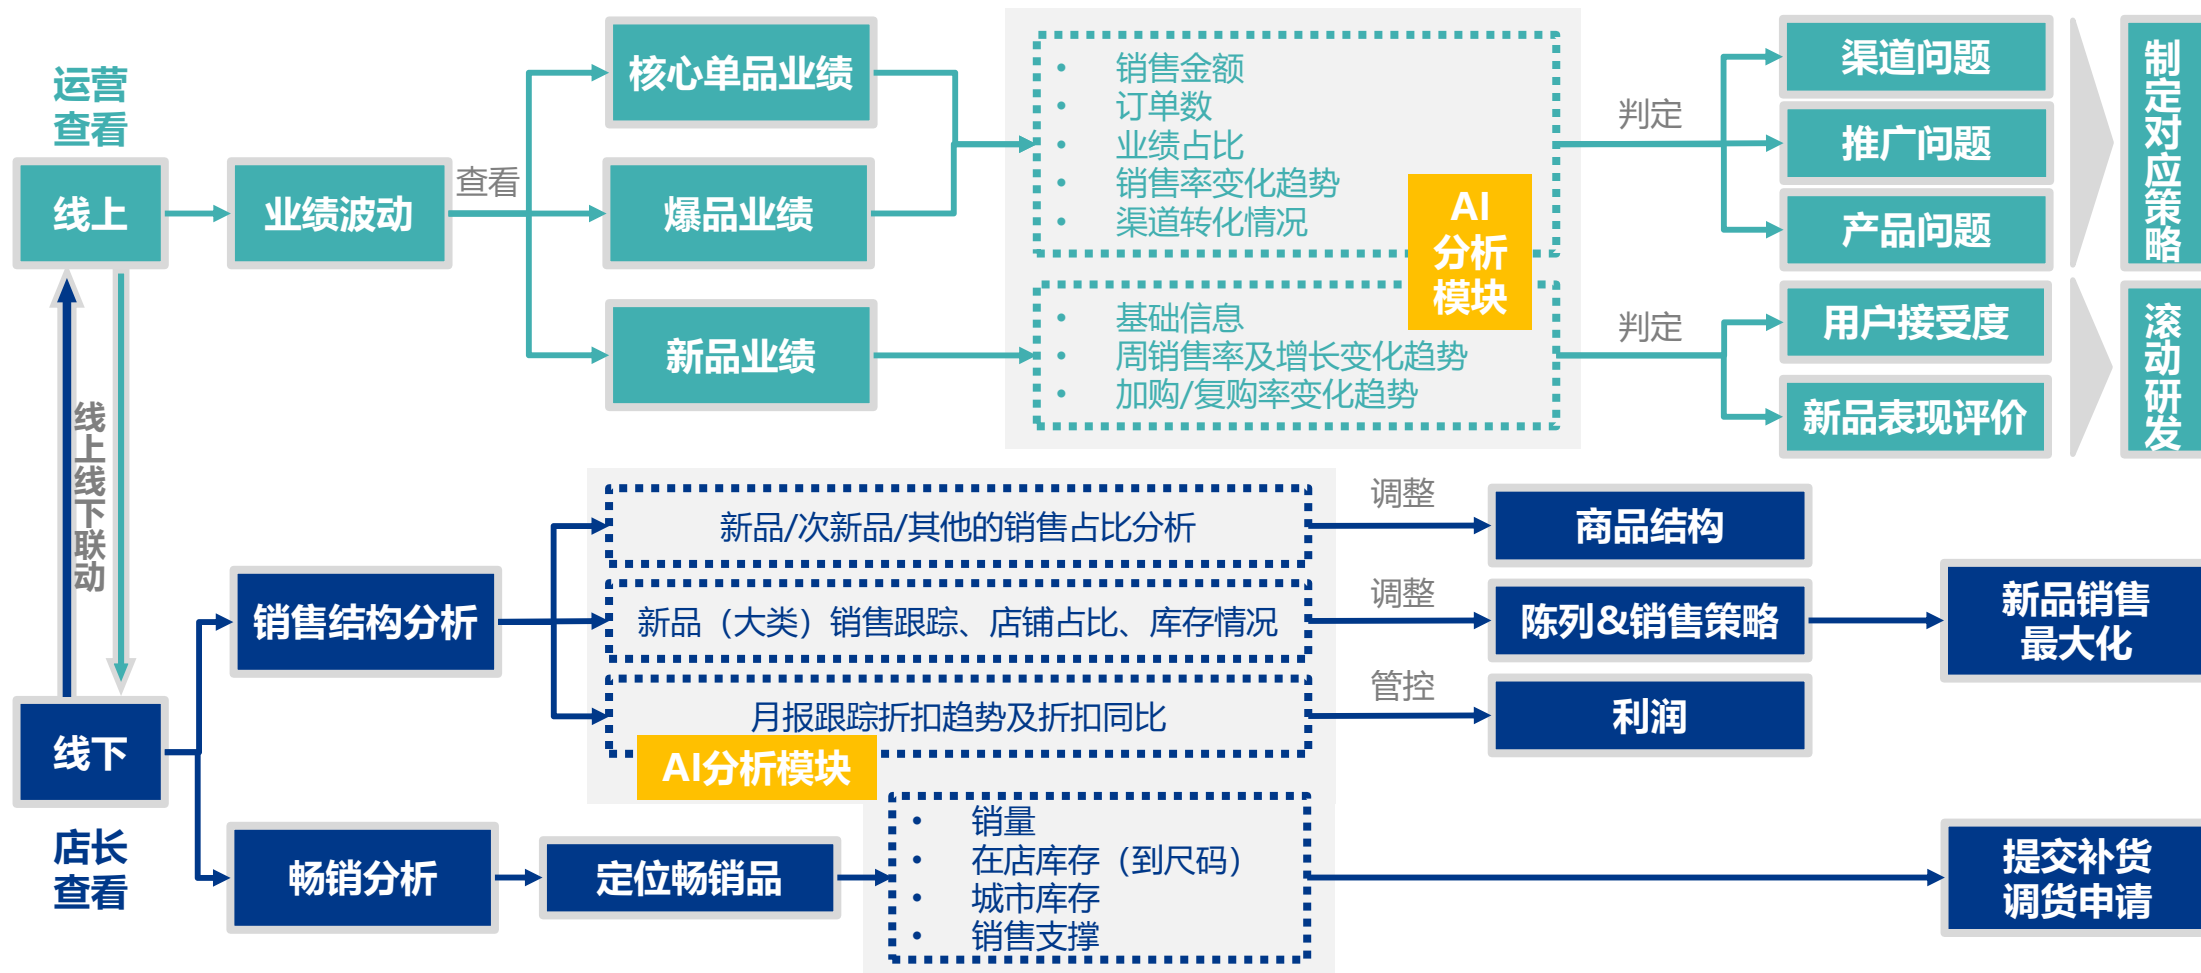 运营
查看
线上
业绩波动
查看
核心单品业绩
爆品业绩
新品业绩
• 销售金额
• 订单数
• 业绩占比
• 销售率变化趋势
• 渠道转化情况
• 基础信息
• 周销售率及增长变化趋势
• 加购/复购率变化趋势
AI
分析
模块
判定
渠道问题
推广问题
产品问题
制定对应策略
判定
用户接受度
新品表现评价
滚动研发
线上线下联动
线下
店长
查看
销售结构分析
新品/次新品/其他的销售占比分析
新品（大类）销售跟踪、店铺占比、库存情况
月报跟踪折扣趋势及折扣同比
AI分析模块
调整
商品结构
调整
陈列&销售策略
管控
利润
新品销售
最大化
畅销分析
定位畅销品
• 销量
• 在店库存（到尺码）
• 城市库存
• 销售支撑
提交补货
调货申请